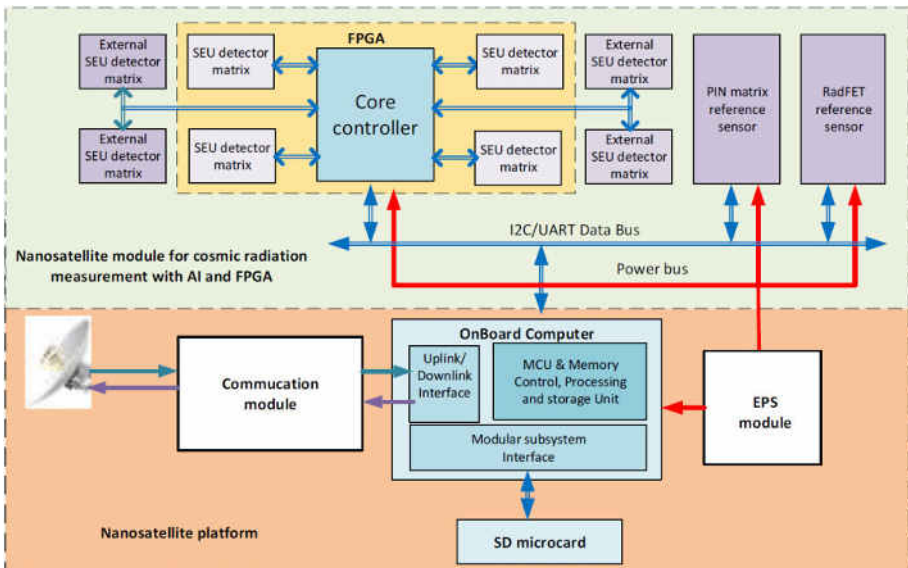 FPGA
External
SEU detector
matrix
SEU detector
matrix
Core
controller
SEU detector
matrix
External
SEU detector
matrix
PIN matrix
reference
sensor
RadFET
reference
sensor
External
SEU detector
matrix
SEU detector
matrix
SEU detector
matrix
External
SEU detector
matrix
I2C/UART Data Bus
Nanosatellite module for cosmic radiation
measurement with AI and FPGA
Power bus
OnBoard Computer
Commucation
module
Uplink/
Downlink
Interface
MCU & Memory
Control, Processing
and storage Unit
EPS
module
Modular subsystem
Interface
Nanosatellite platform
SD microcard